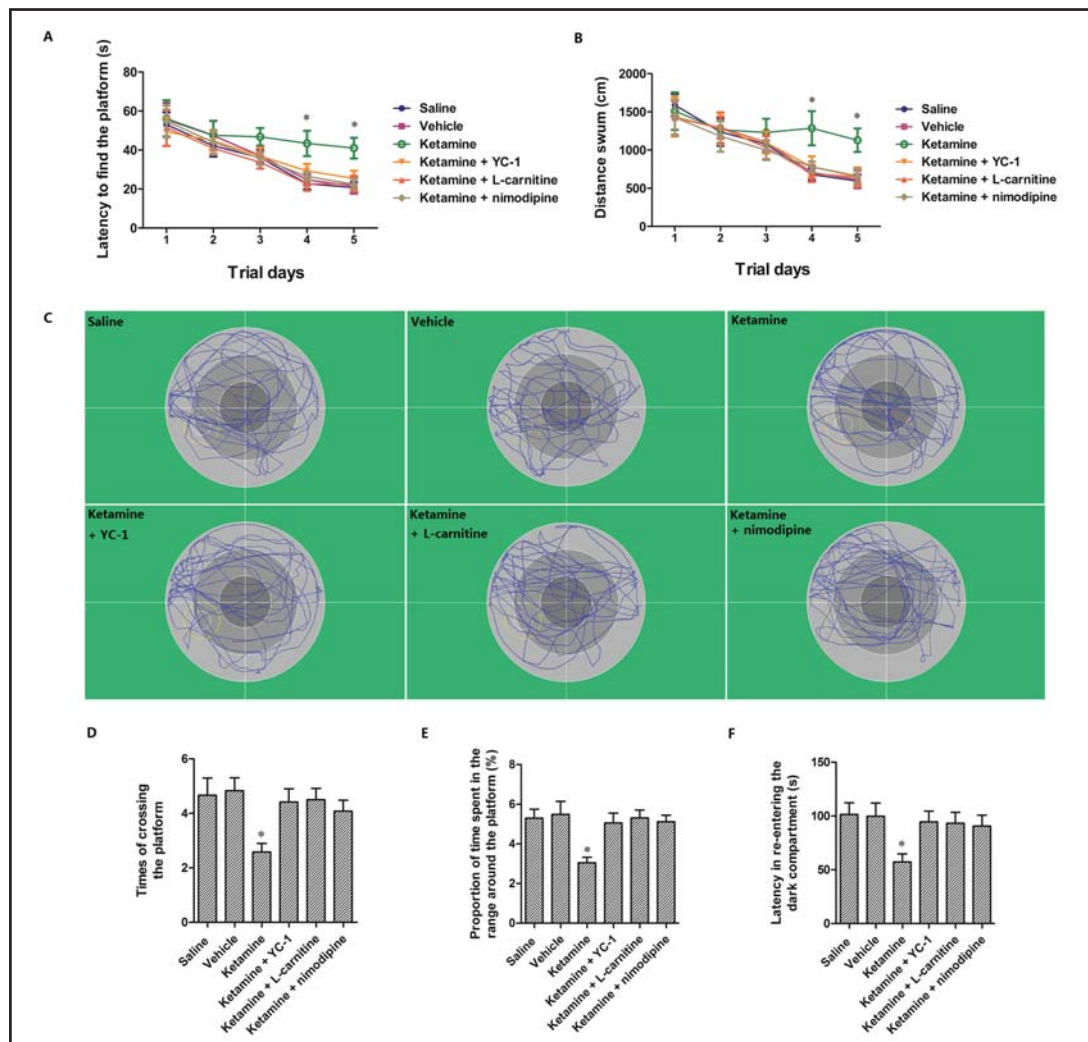 A
Latency to find the platform (s)
80
60
40
20
0
1 2 3 4 5
Trial days
* *
Saline
Vehicle
Ketamine
Ketamine + YC-1
Ketamine + L-carnitine
Ketamine + nimodipine
B
Distance swum (cm)
2000
1500
1000
500
0
1 2 3 4 5
Trial days
* *
Saline
Vehicle
Ketamine
Ketamine + YC-1
Ketamine + L-carnitine
Ketamine + nimodipine
C
Saline
Vehicle
Ketamine
Ketamine
+ YC-1
Ketamine
+ L-carnitine
Ketamine
+ nimodipine
D
Times of crossing
the platform
6
4
2
0
*
Saline
Vehicle
Ketamine
Ketamine + YC-1
Ketamine + L-carnitine
Ketamine + nimodipine
E
Proportion of time spent in the
range around the platform (%)
8
6
4
2
0
*
Saline
Vehicle
Ketamine
Ketamine + YC-1
Ketamine + L-carnitine
Ketamine + nimodipine
F
Latency in re-entering the
dark compartment (s)
150
100
50
0
*
Saline
Vehicle
Ketamine
Ketamine + YC-1
Ketamine + L-carnitine
Ketamine + nimodipine